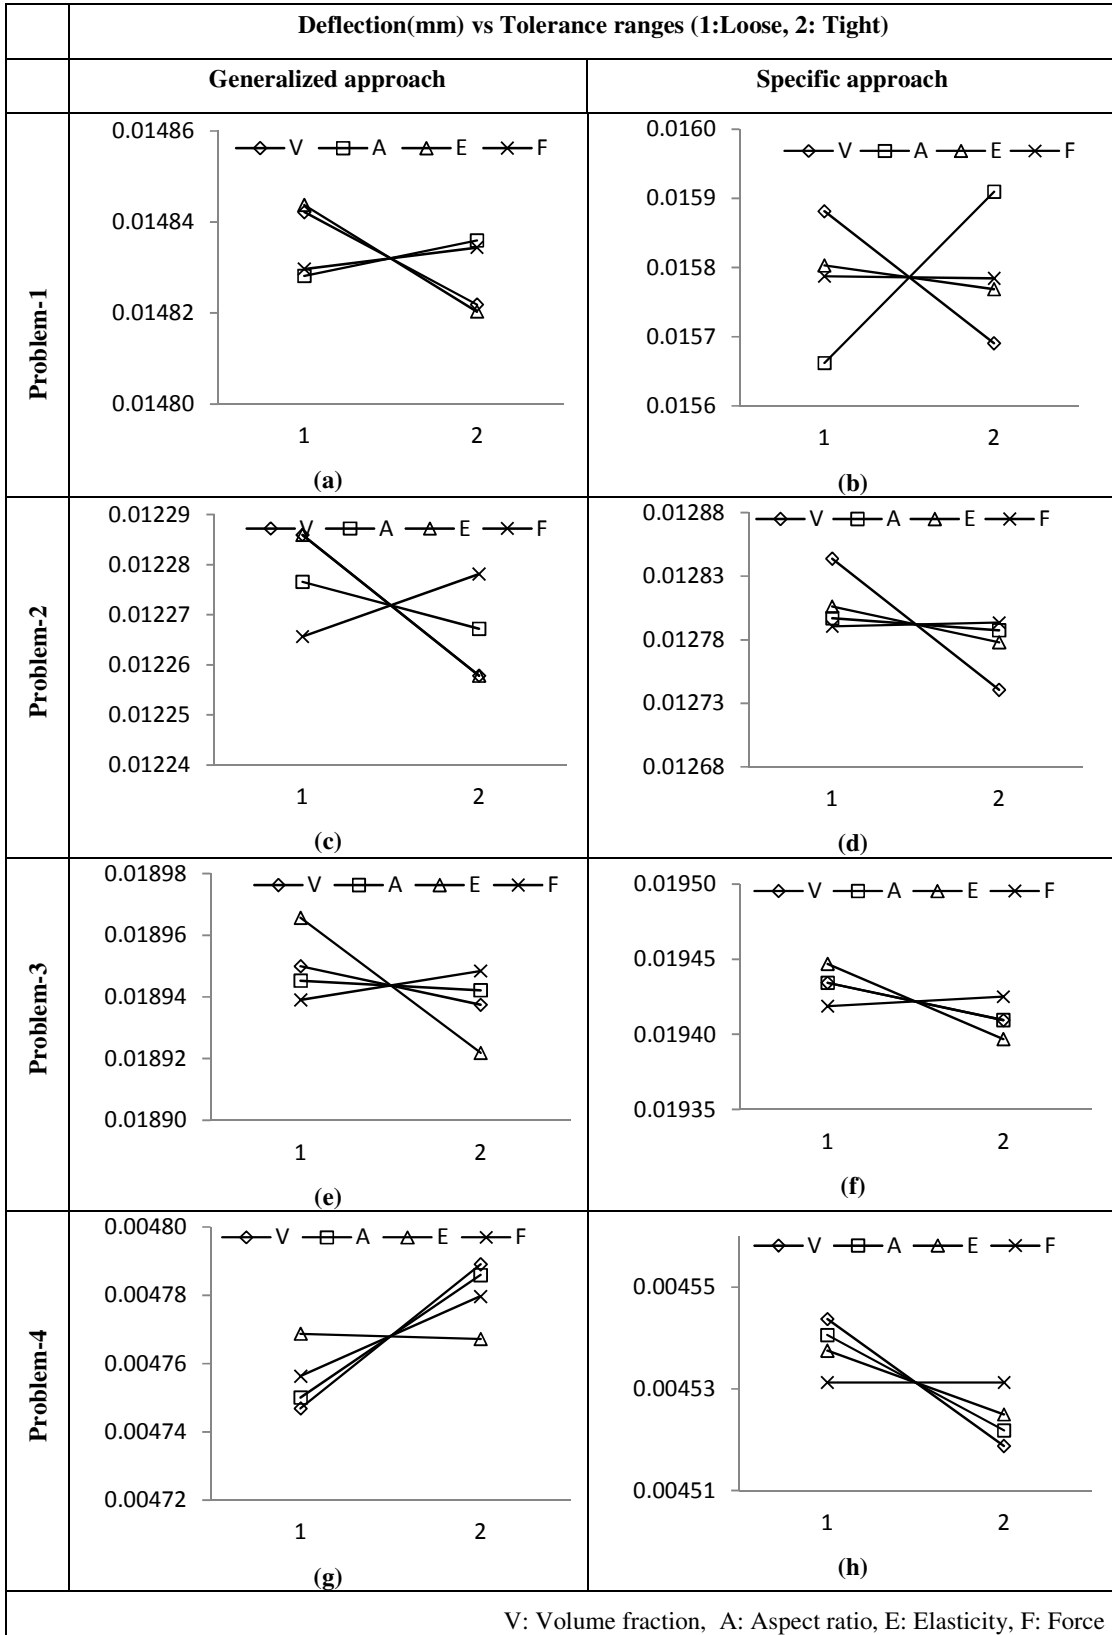 Deflection(mm) vs Tolerance ranges (1:Loose, 2: Tight)
Generalized approach
Specific approach
Problem-1
0.01486
0.01484
0.01482
0.01480
V A E F
1 2
(a)
0.0160
0.0159
0.0158
0.0157
0.0156
V A E F
1 2
(b)
Problem-2
0.01229
0.01228
0.01227
0.01226
0.01225
0.01224
V A E F
1 2
(c)
0.01288
0.01283
0.01278
0.01273
0.01268
V A E F
1 2
(d)
Problem-3
0.01898
0.01896
0.01894
0.01892
0.01890
V A E F
1 2
(e)
0.01950
0.01945
0.01940
0.01935
V A E F
1 2
(f)
Problem-4
0.00480
0.00478
0.00476
0.00474
0.00472
V A E F
1 2
(g)
0.00455
0.00453
0.00451
V A E F
1 2
(h)
V: Volume fraction, A: Aspect ratio, E: Elasticity, F: Force